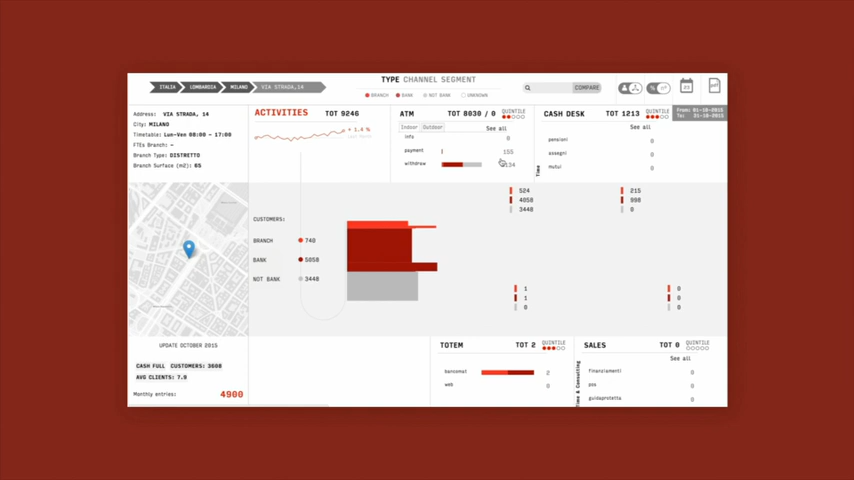 ITALIA LOMBARDIA MILANO VIA STRADA,14
TYPE CHANNEL SEGMENT
BRANCH BANK NOT BANK UNKNOWN
COMPARE
% n°
Address: VIA STRADA, 14
City: MILANO
Timetable: Lun-Ven 08:00 - 17:00
FTEs Branch: -
Branch Type: DISTRETTO
Branch Surface (m2): 65
ACTIVITIES TOT 9246
+ 1.4 %
ATM TOT 8030 / 0 QUINTILE
Indoor Outdoor See all
info 0
payment 155
withdraw
CASH DESK TOT 1213 QUINTILE
See all
Time
pensioni 0
assegni 0
mutui 0
From: 01-10-2015
To: 31-10-2015
CUSTOMERS:
BRANCH 740
BANK 5058
NOT BANK 3448
524
4058
3448
215
998
0
1
1
0
0
0
0
UPDATE OCTOBER 2015
CASH FULL CUSTOMERS: 3666
AVG CLIENTS: 7.9
Monthly entries: 4900
TOTEM TOT 2 QUINTILE
bancomat 2
web 0
SALES TOT 0 QUINTILE
See all
Time & Consulting
finanziamenti 0
pos 0
guidaprotetta 0